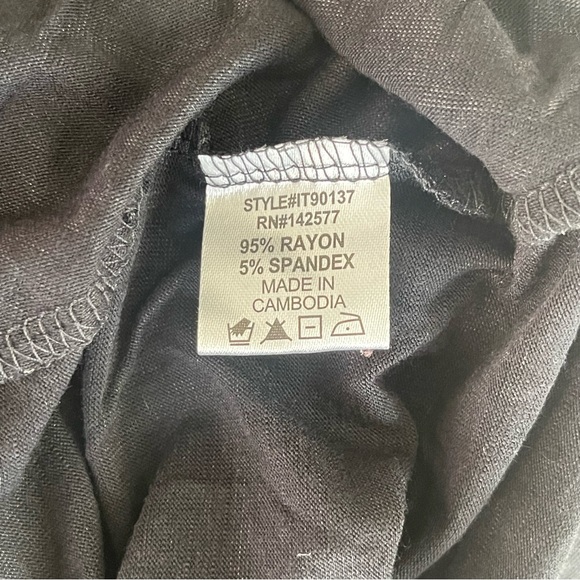 STYLE#IT90137
RN#142577
95% RAYON
5% SPANDEX
MADE IN
CAMBODIA